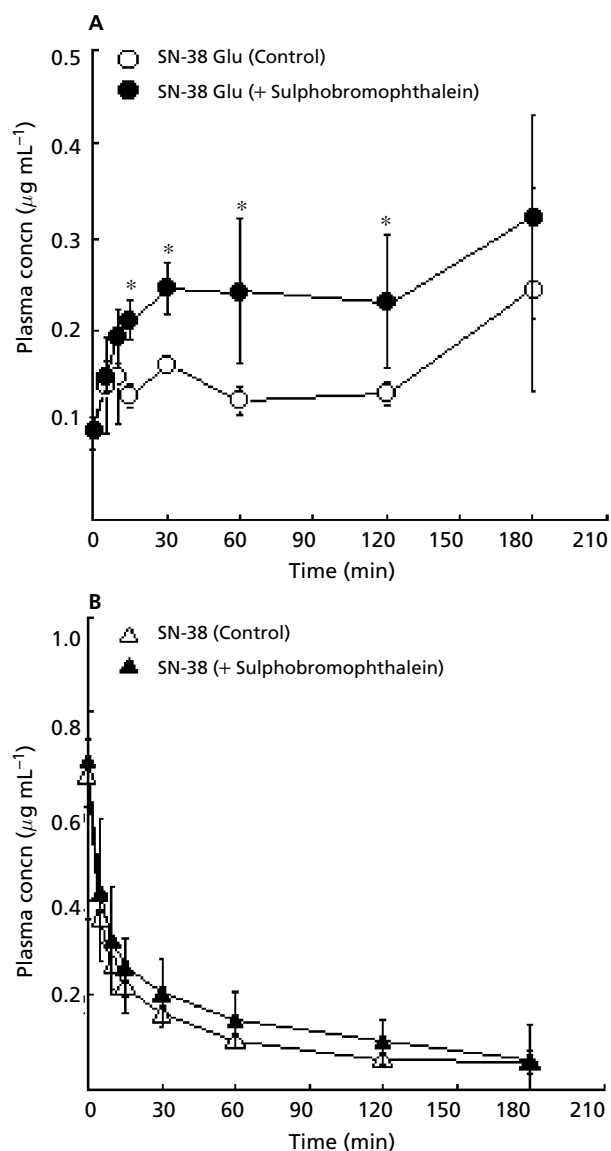 A
SN-38 Glu (Control)
SN-38 Glu (+ Sulphobromophthalein)
0.5
0.4
0.3
0.2
0.1
Plasma concn (µg mL⁻¹)
* * * *
0 30 60 90 120 150 180 210
Time (min)
B
SN-38 (Control)
SN-38 (+ Sulphobromophthalein)
1.0
0.8
0.6
0.4
0.2
Plasma concn (µg mL⁻¹)
0 30 60 90 120 150 180 210
Time (min)